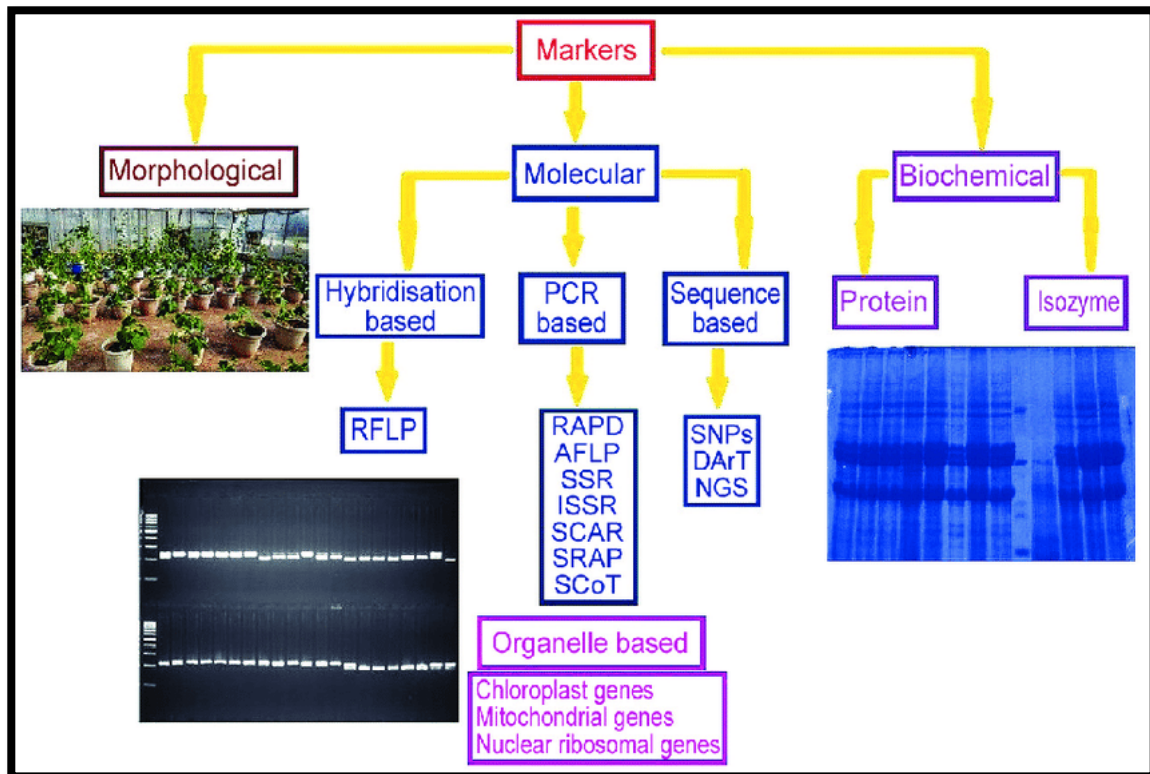 Markers
Morphological
Molecular
Biochemical
Hybridisation
based
PCR
based
Sequence
based
Protein
Isozyme
RFLP
RAPD
AFLP
SSR
ISSR
SCAR
SRAP
SCoT
SNPs
DArT
NGS
Organelle based
Chloroplast genes
Mitochondrial genes
Nuclear ribosomal genes